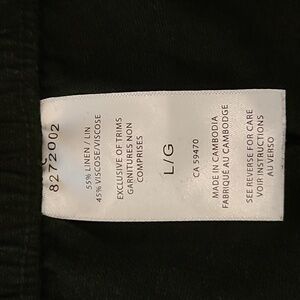 8272002
55% LINEN / LIN
45% VISCOSE/VISCOSE
EXCLUSIVE OF TRIMS
GARNITURES NON
COMPRISES
L/G
CA 59470
MADE IN CAMBODIA
FABRIQUÉ AU CAMBODGE
SEE REVERSE FOR CARE
VOIR INSTRUCTIONS
AU VERSO